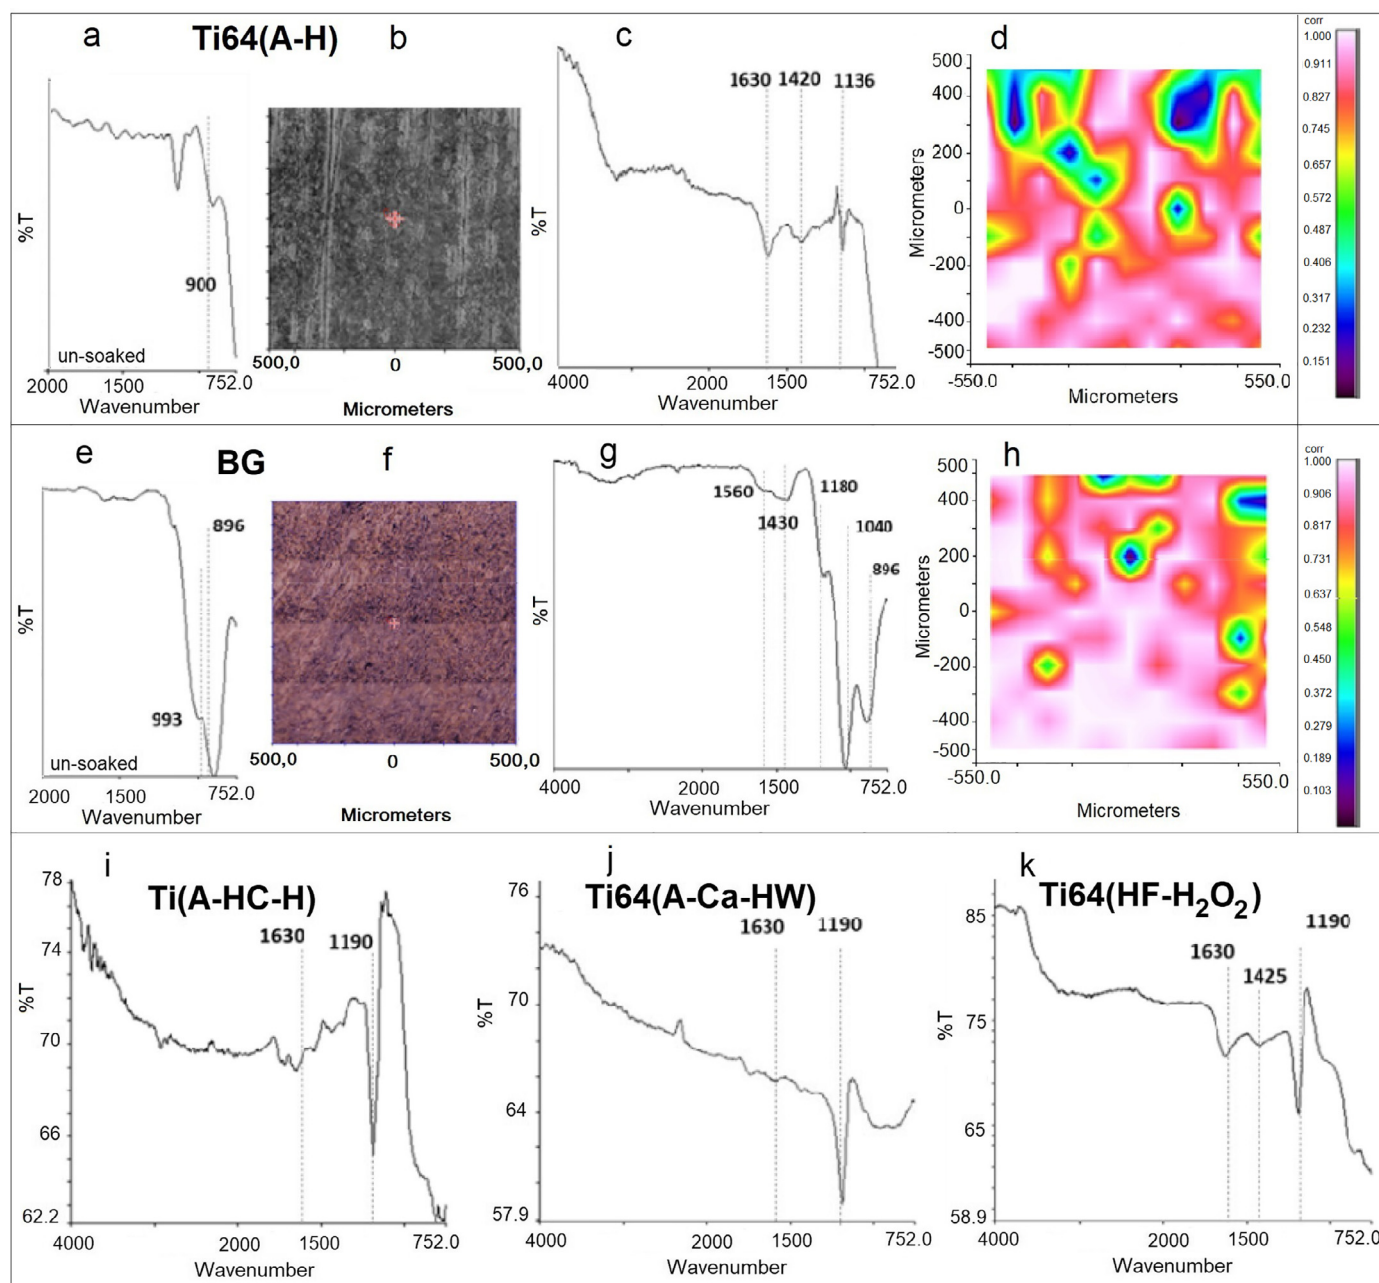 a Ti64(A-H) b c d
%T
900
un-soaked
2000 1500 752.0
Wavenumber
500,0 0 500,0
Micrometers
%T
1630 1420 1136
4000 2000 1500 752.0
Wavenumber
Micrometers
500
400
200
0
-200
-400
-500
-550.0 550.0
Micrometers
corr
1.000
0.911
0.827
0.745
0.657
0.572
0.487
0.406
0.317
0.232
0.151
e BG f g h
%T
896
993
un-soaked
2000 1500 752.0
Wavenumber
500,0 0 500,0
Micrometers
%T
1560
1430
1180
1040
896
4000 2000 1500 752.0
Wavenumber
Micrometers
500
400
200
0
-200
-400
-500
-550.0 550.0
Micrometers
corr
1.000
0.906
0.817
0.731
0.637
0.548
0.450
0.372
0.279
0.189
0.103
i
Ti(A-HC-H)
1630 1190
%T
78
74
70
66
62.2
4000 2000 1500 752.0
Wavenumber
j
Ti64(A-Ca-HW)
1630 1190
%T
76
70
64
57.9
4000 2000 1500 752.0
Wavenumber
k
Ti64(HF-H₂O₂)
1190
1630
1425
%T
85
75
65
58.9
4000 2000 1500 752.0
Wavenumber